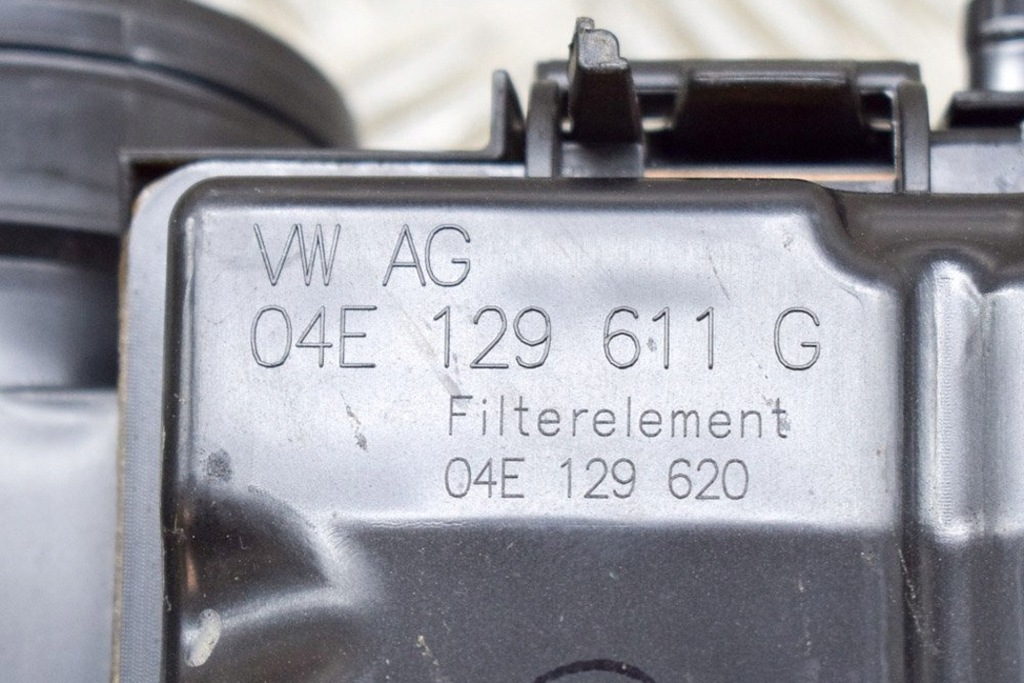 VW AG
04E 129 611 G
Filterelement
04E 129 620